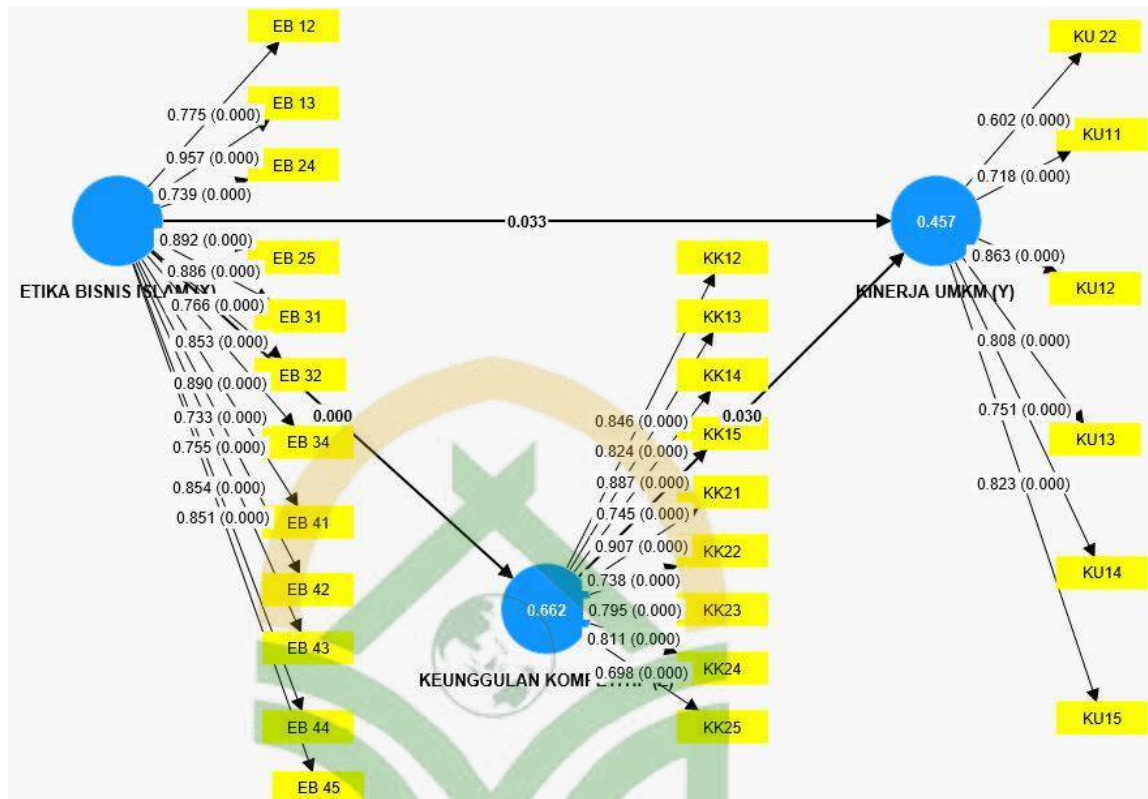 EB 12
EB 13
EB 24
EB 25
EB 31
EB 32
EB 34
EB 41
EB 42
EB 43
EB 44
EB 45
0.775 (0.000)
0.957 (0.000)
0.739 (0.000)
0.892 (0.000)
0.886 (0.000)
0.766 (0.000)
0.853 (0.000)
0.890 (0.000)
0.733 (0.000)
0.755 (0.000)
0.854 (0.000)
0.851 (0.000)
ETIKA BISNIS ISLAM (X)
0.033
0.000
0.030
KK12
KK13
KK14
KK15
KK21
KK22
KK23
KK24
KK25
0.846 (0.000)
0.824 (0.000)
0.887 (0.000)
0.745 (0.000)
0.907 (0.000)
0.738 (0.000)
0.795 (0.000)
0.811 (0.000)
0.698 (0.000)
0.662
KEUNGGULAN
0.457
KINERJA UMKM (Y)
KU 22
KU11
KU12
KU13
KU14
KU15
0.602 (0.000)
0.718 (0.000)
0.863 (0.000)
0.808 (0.000)
0.751 (0.000)
0.823 (0.000)